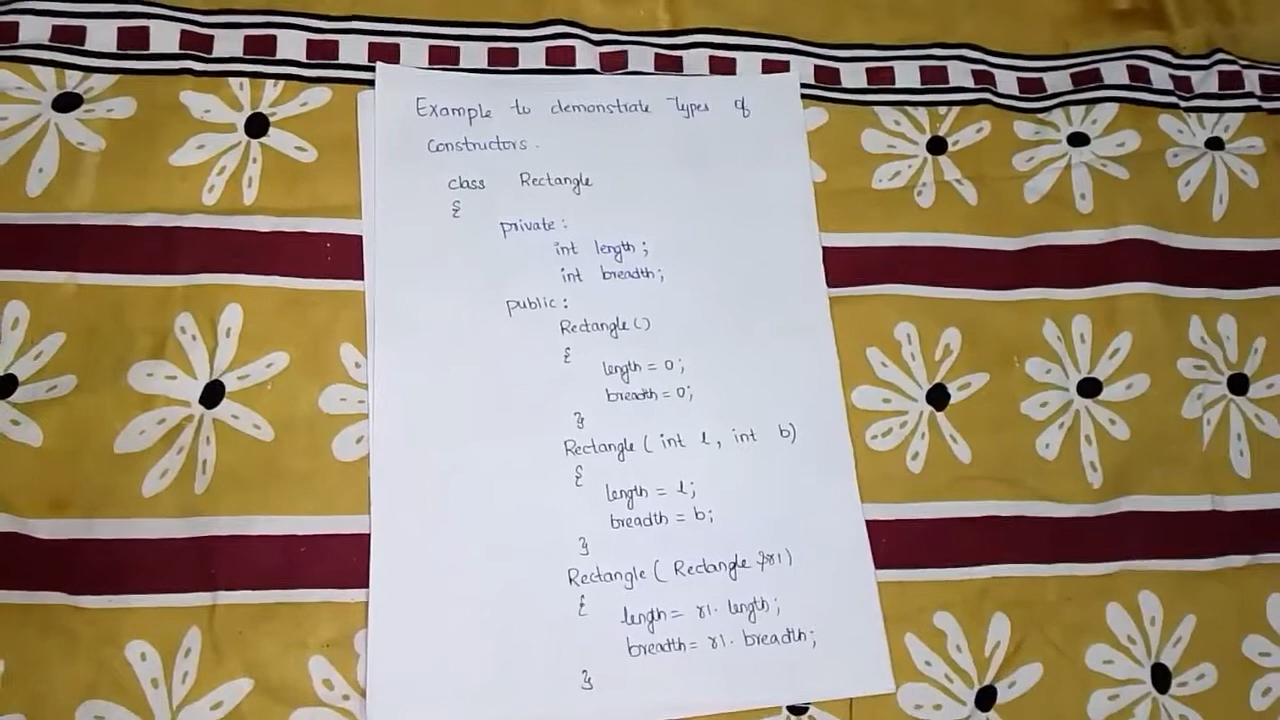 Example to demonstrate Types of
constructors.
class Rectangle
{
private:
int length;
int breadth;
public:
Rectangle()
{
length = 0;
breadth = 0;
}
Rectangle (int l, int b)
{
length = l;
breadth = b;
}
Rectangle (Rectangle &r1)
{
length = r1. length;
breadth = r1. breadth;
}